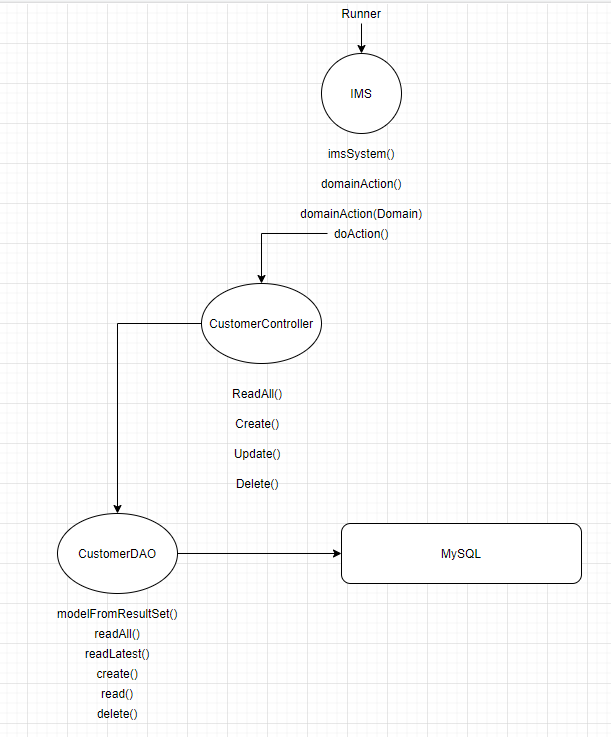 Runner
IMS
imsSystem()
domainAction()
domainAction(Domain)
doAction()
CustomerController
ReadAll()
Create()
Update()
Delete()
CustomerDAO
MySQL
modelFromResultSet()
readAll()
readLatest()
create()
read()
delete()